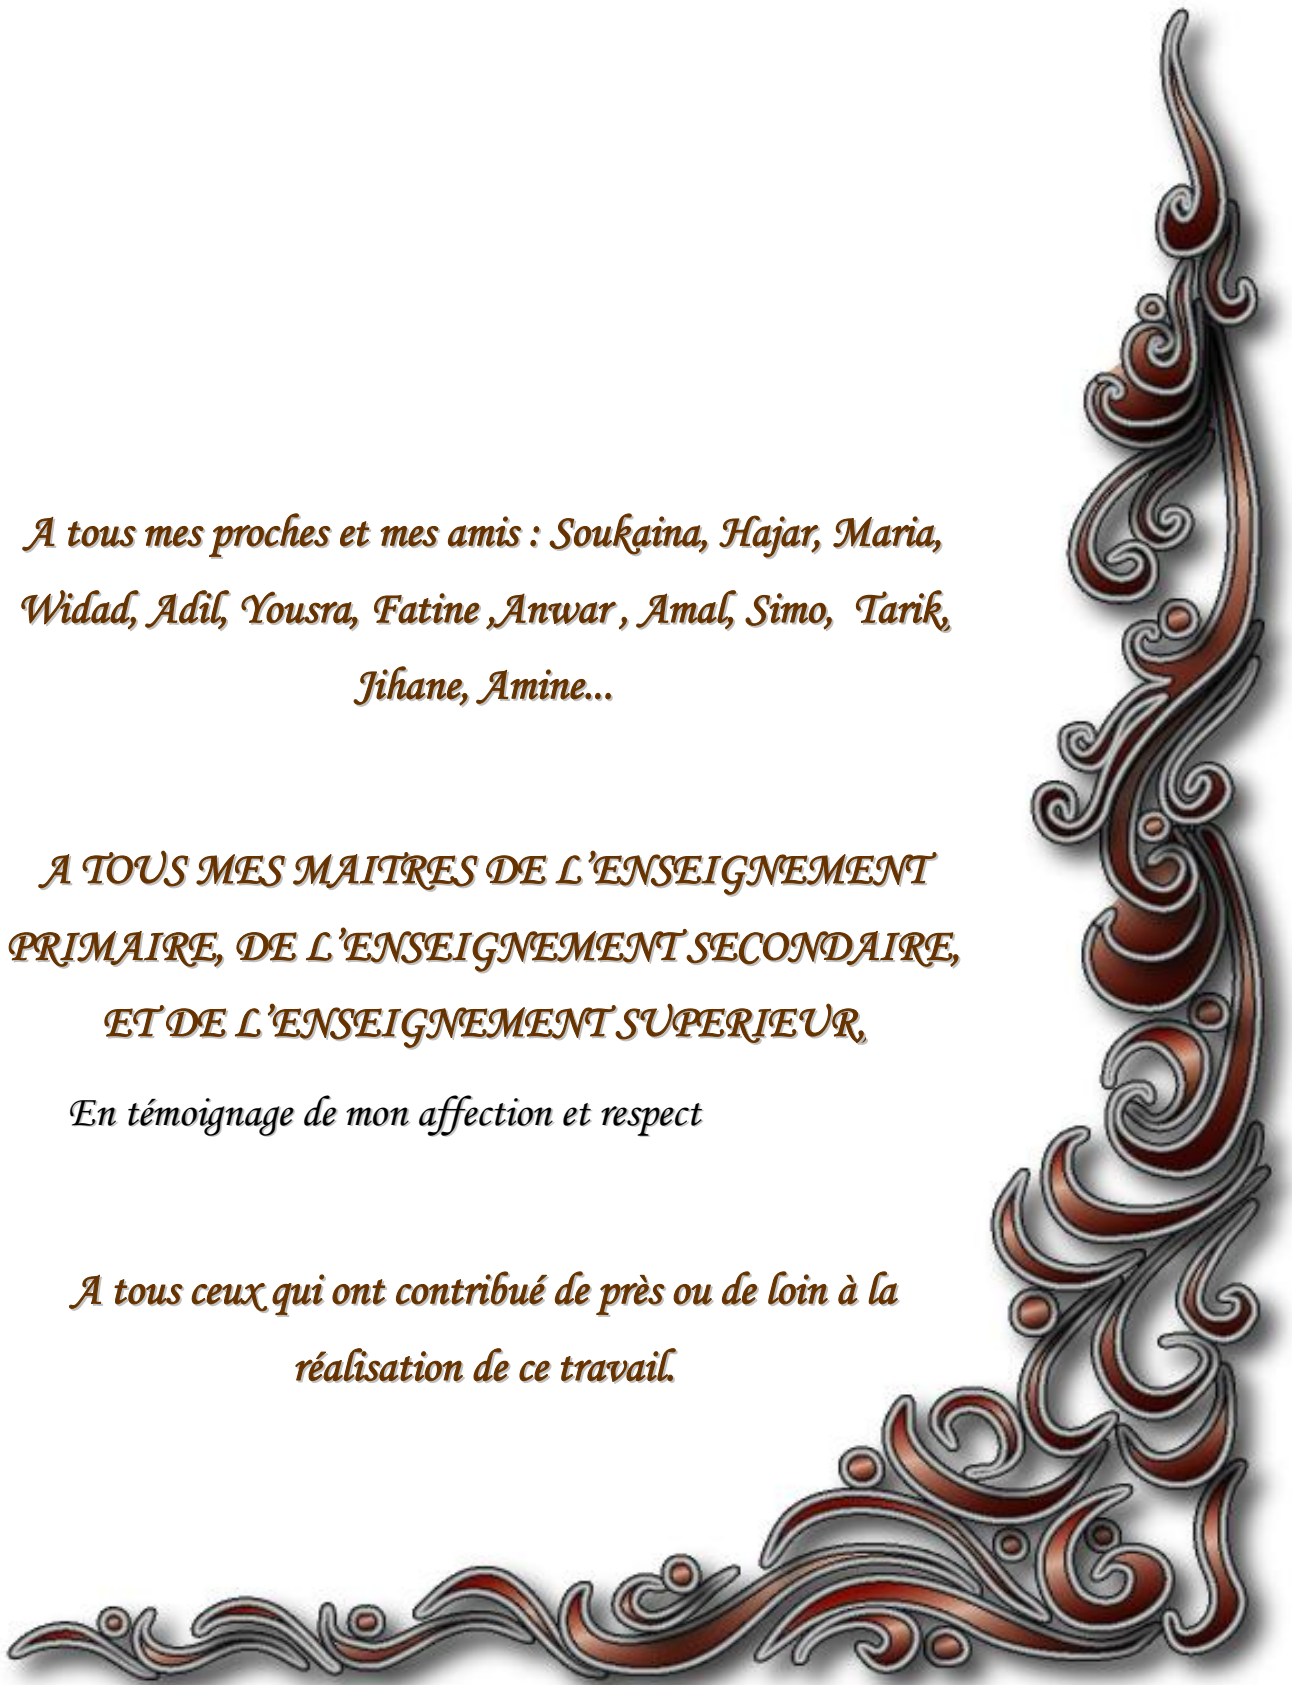 A tous mes proches et mes amis : Soukaina, Hajar, Maria,
Widad, Adil, Yousra, Fatine ,Anwar , Amal, Simo, Tarik,
Jihane, Amine...
A TOUS MES MAITRES DE L’ENSEIGNEMENT
PRIMAIRE, DE L’ENSEIGNEMENT SECONDAIRE,
ET DE L’ENSEIGNEMENT SUPERIEUR,
En témoignage de mon affection et respect
A tous ceux qui ont contribué de près ou de loin à la
réalisation de ce travail.